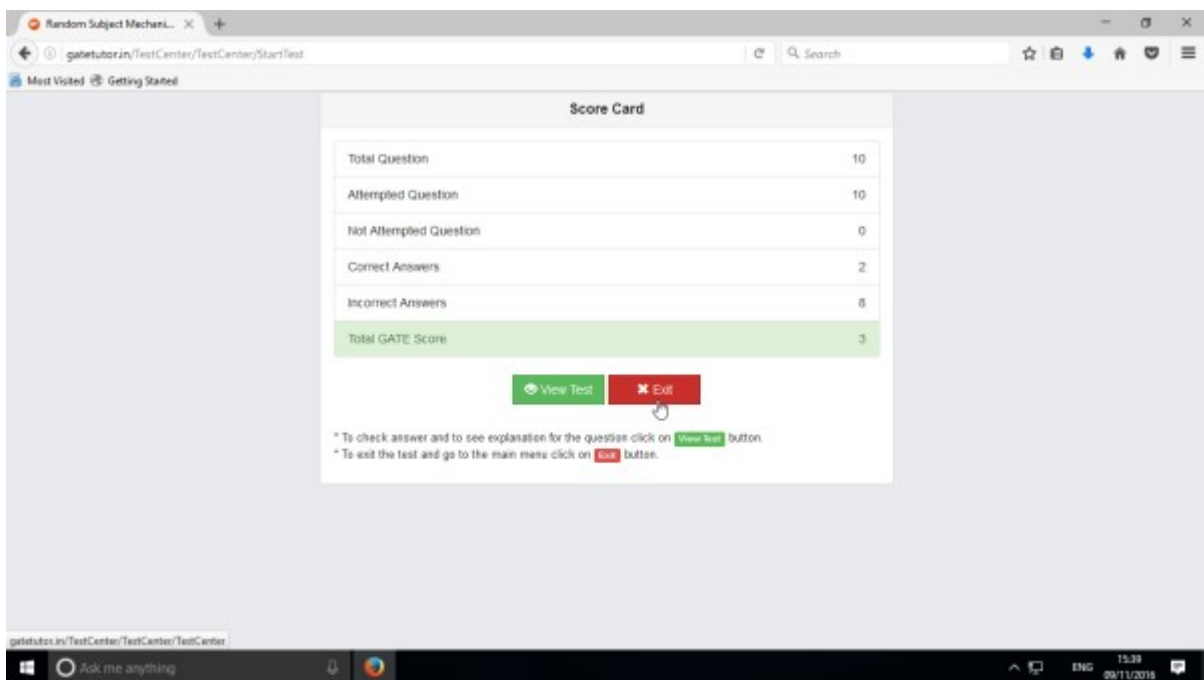 Random Subject Mechani...
gatetutor.in/TestCenter/TestCenter/StartTest
Search
Most Visited Getting Started
Score Card
Total Question 10
Attempted Question 10
Not Attempted Question 0
Correct Answers 2
Incorrect Answers 8
Total GATE Score 3
View Test Exit
* To check answer and to see explanation for the question click on View Test button.
* To exit the test and go to the main menu click on Exit button.
gatetutor.in/TestCenter/TestCenter/TestCenter
Ask me anything
ENG
15:39
09/11/2016